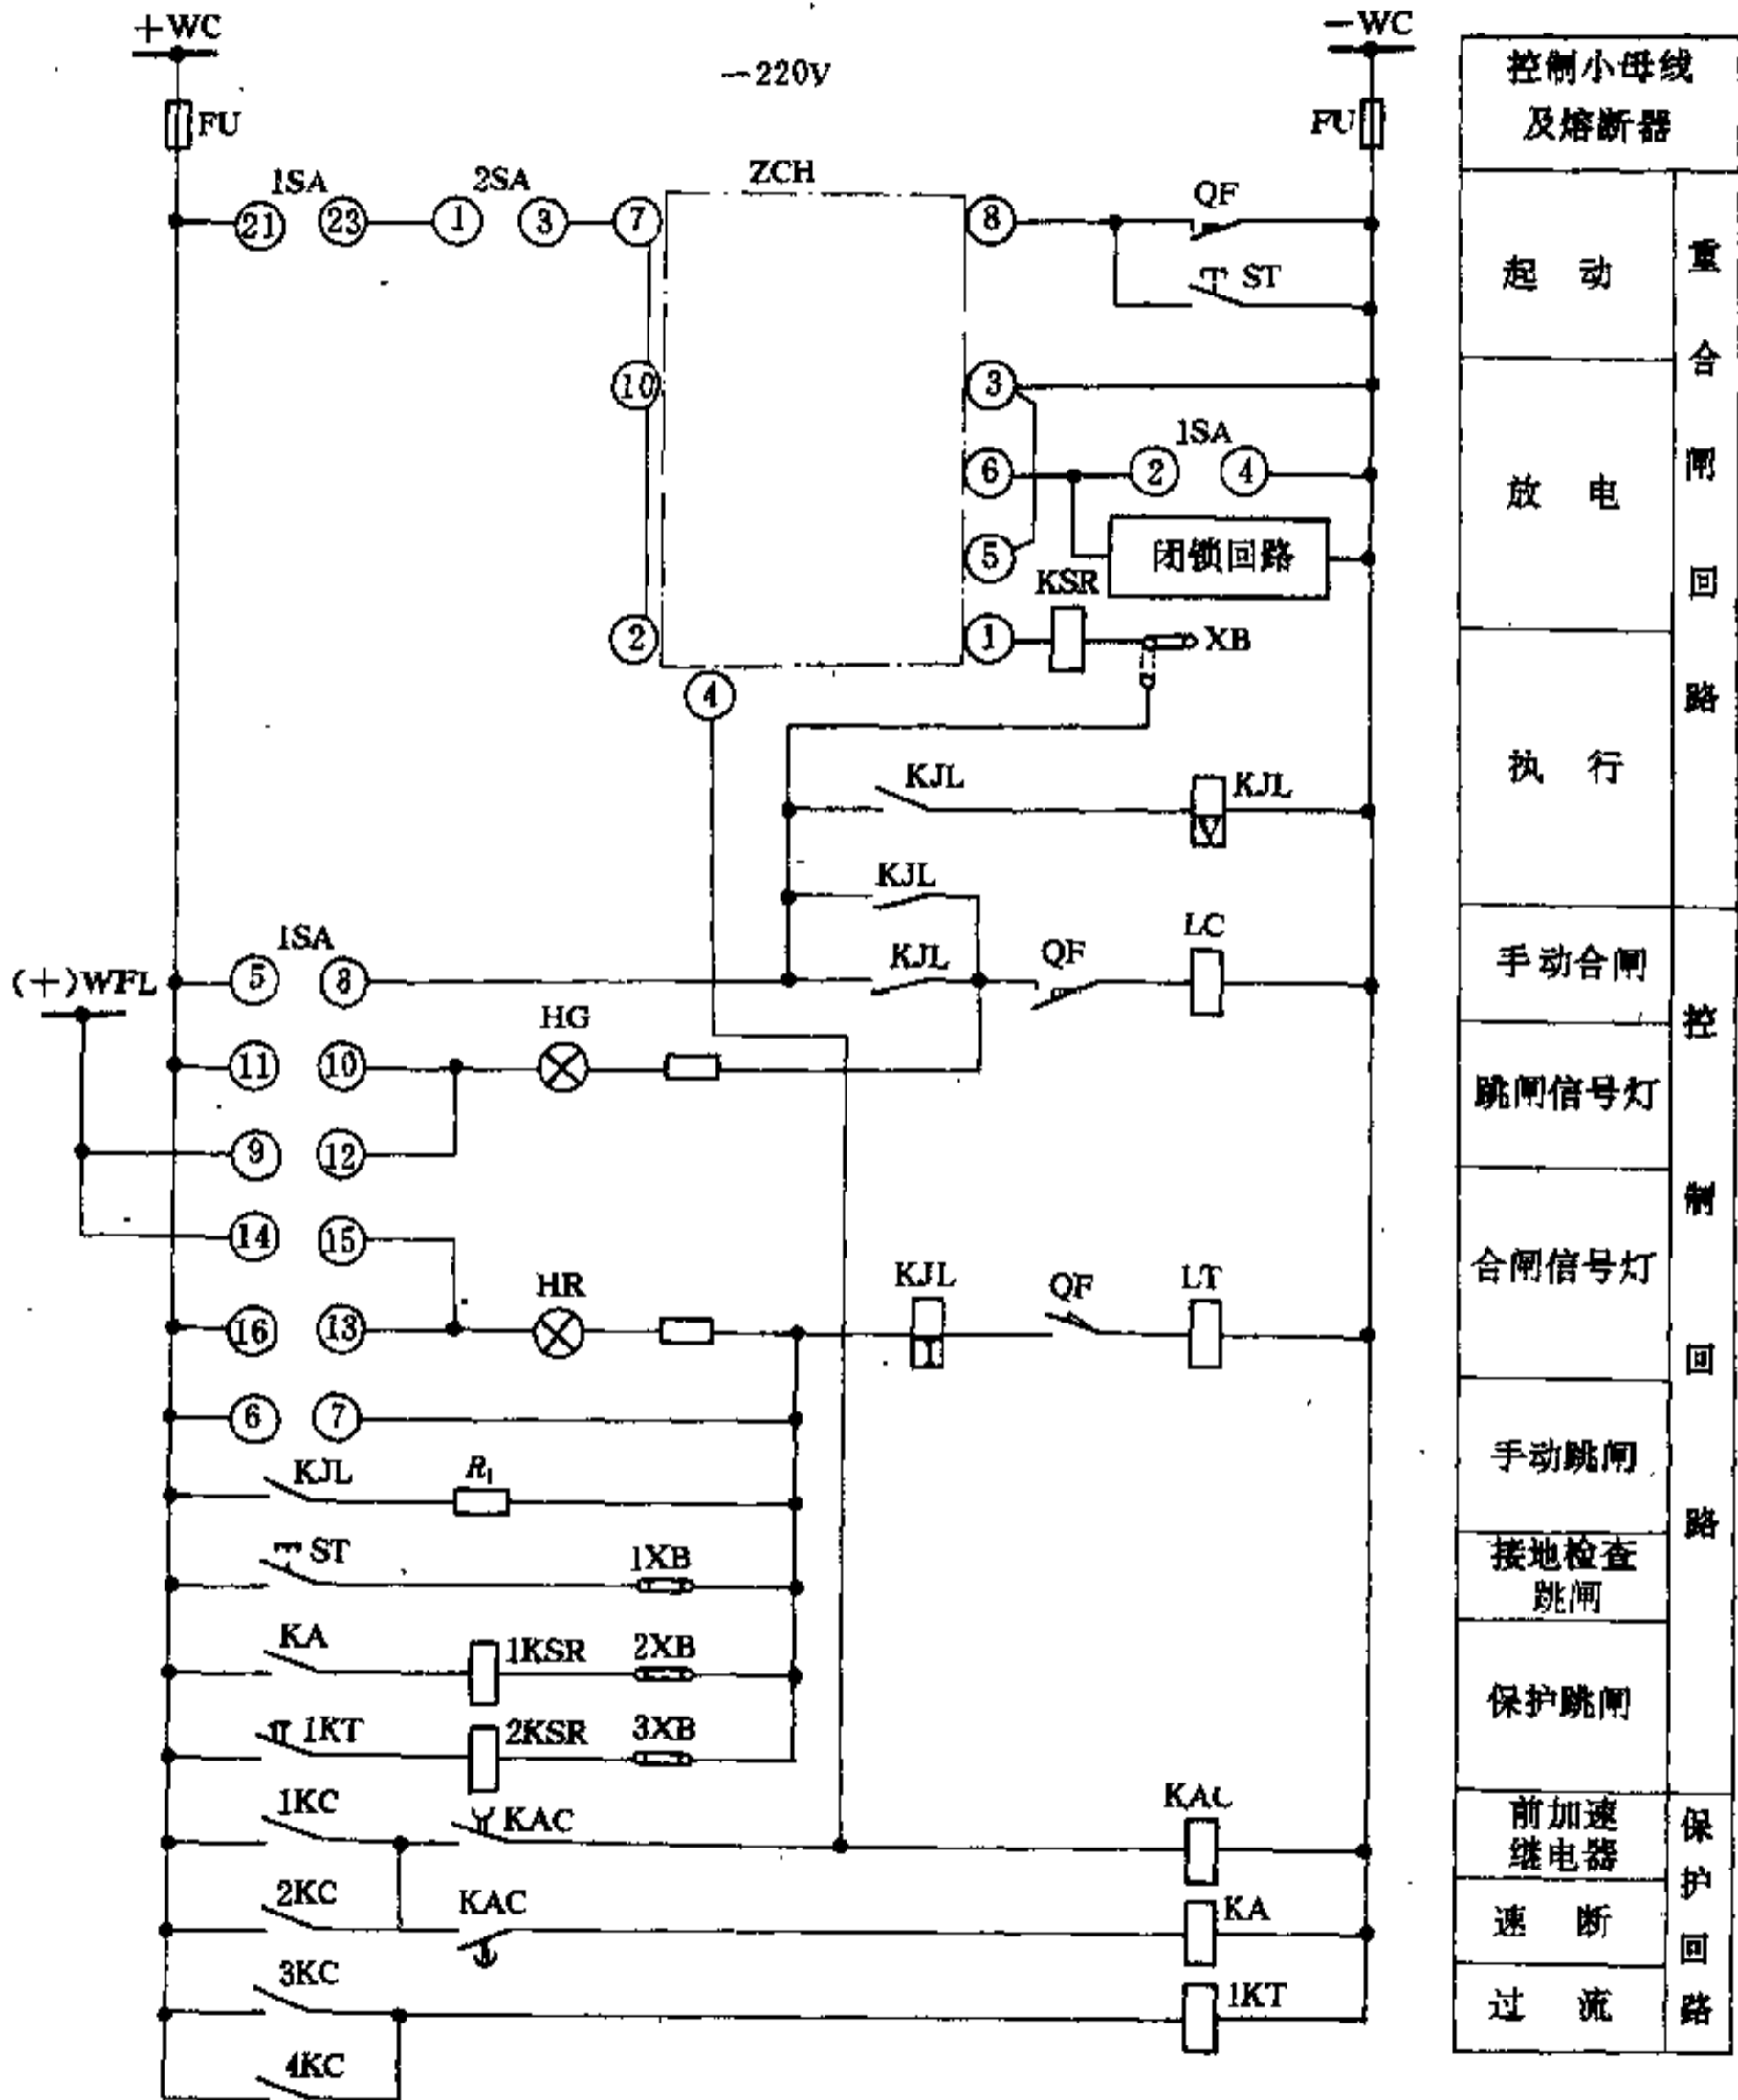 +WC
−WC
−220V
FU
FU
控制小母线
及熔断器
1SA
2SA
ZCH
21
23
1
3
7
8
QF
ST
起 动
10
3
6
1SA
2
4
5
闭锁回路
放 电
2
1
KSR
XB
4
重合闸回路
KJL
KJL
V
执 行
KJL
1SA
5
8
KJL
QF
LC
手动合闸
(+)WFL
11
10
HG
跳闸信号灯
9
12
14
15
16
13
HR
KJL
I
QF
LT
合闸信号灯
6
7
手动跳闸
KJL
R1
ST
1XB
接地检查
跳闸
KA
1KSR
2XB
保护跳闸
1KT
2KSR
3XB
控制回路
1KC
KAC
KAC
前加速
继电器
2KC
KAC
KA
速 断
3KC
1KT
过 流
4KC
保护回路